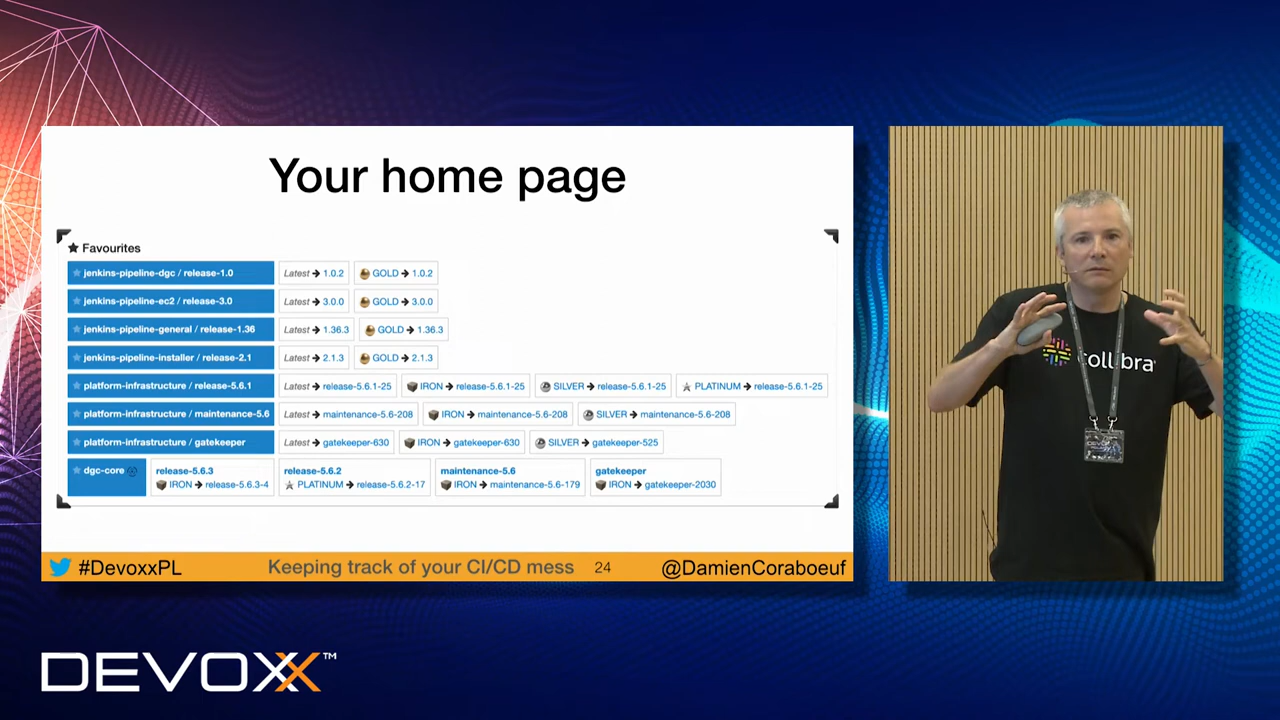 Your home page
Favourites
jenkins-pipeline-dgc / release-1.0 Latest → 1.0.2 GOLD → 1.0.2
jenkins-pipeline-ec2 / release-3.0 Latest → 3.0.0 GOLD → 3.0.0
jenkins-pipeline-general / release-1.36 Latest → 1.36.3 GOLD → 1.36.3
jenkins-pipeline-installer / release-2.1 Latest → 2.1.3 GOLD → 2.1.3
platform-infrastructure / release-5.6.1 Latest → release-5.6.1-25 IRON → release-5.6.1-25 SILVER → release-5.6.1-25 PLATINUM → release-5.6.1-25
platform-infrastructure / maintenance-5.6 Latest → maintenance-5.6-208 IRON → maintenance-5.6-208 SILVER → maintenance-5.6-208
platform-infrastructure / gatekeeper Latest → gatekeeper-630 IRON → gatekeeper-630 SILVER → gatekeeper-525
dgc-core release-5.6.3 release-5.6.2 maintenance-5.6 gatekeeper
IRON → release-5.6.3-4 PLATINUM → release-5.6.2-17 IRON → maintenance-5.6-179 IRON → gatekeeper-2030
#DevoxxPL Keeping track of your CI/CD mess 24 @DamienCoraboeuf
collibra
DEVOXX
DEVOXX™